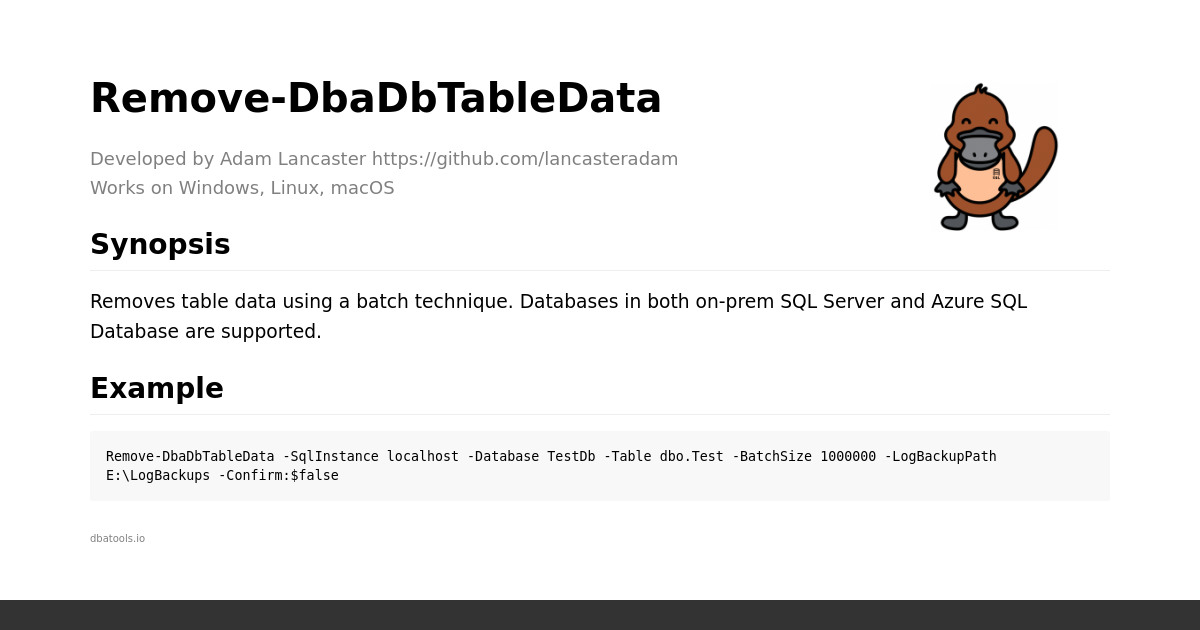 Remove-DbaDbTableData
Developed by Adam Lancaster https://github.com/lancasteradam
Works on Windows, Linux, macOS
Synopsis
Removes table data using a batch technique. Databases in both on-prem SQL Server and Azure SQL
Database are supported.
Example
Remove-DbaDbTableData -SqlInstance localhost -Database TestDb -Table dbo.Test -BatchSize 1000000 -LogBackupPath
E:\LogBackups -Confirm:$false
dbatools.io